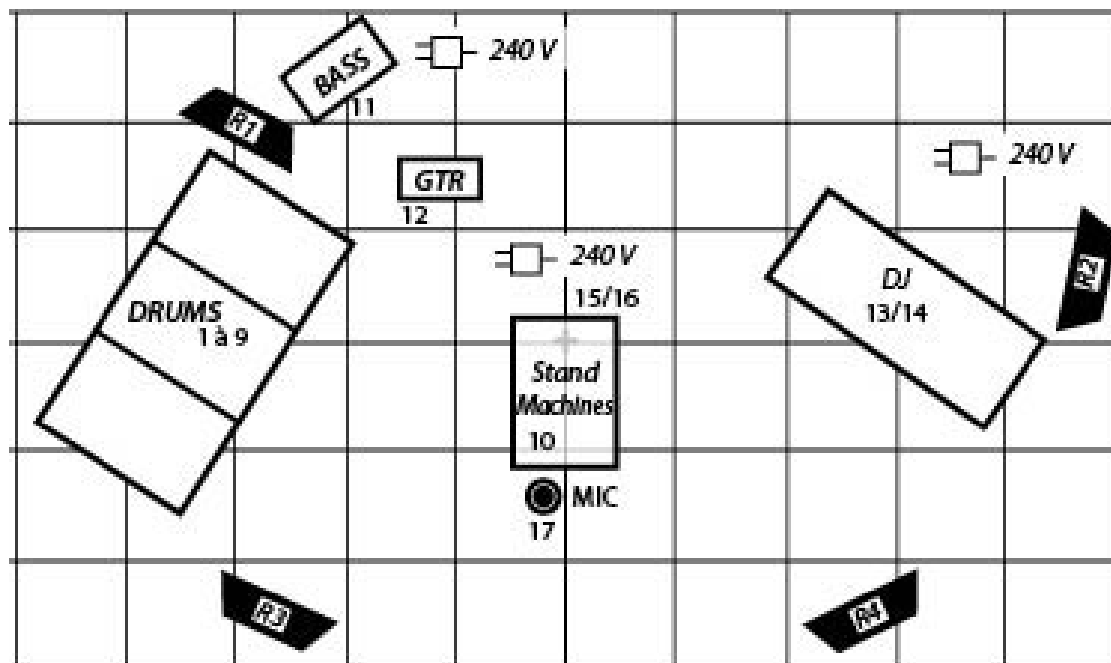 BASS
11
240 V
R1
240 V
GTR
12
240 V
R2
15/16
DJ
13/14
DRUMS
1 à 9
Stand
Machines
10
MIC
17
R3
R4